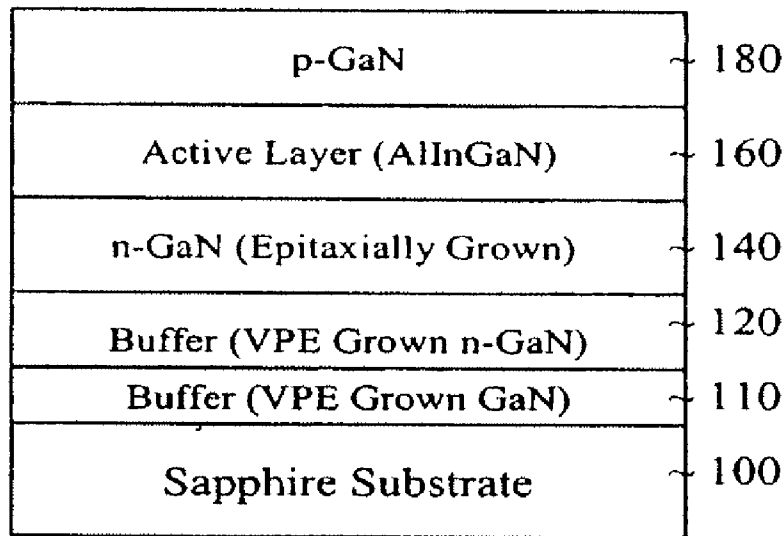 p-GaN ~ 180
Active Layer (AlInGaN) ~ 160
n-GaN (Epitaxially Grown) ~ 140
Buffer (VPE Grown n-GaN) ~ 120
Buffer (VPE Grown GaN) ~ 110
Sapphire Substrate ~ 100